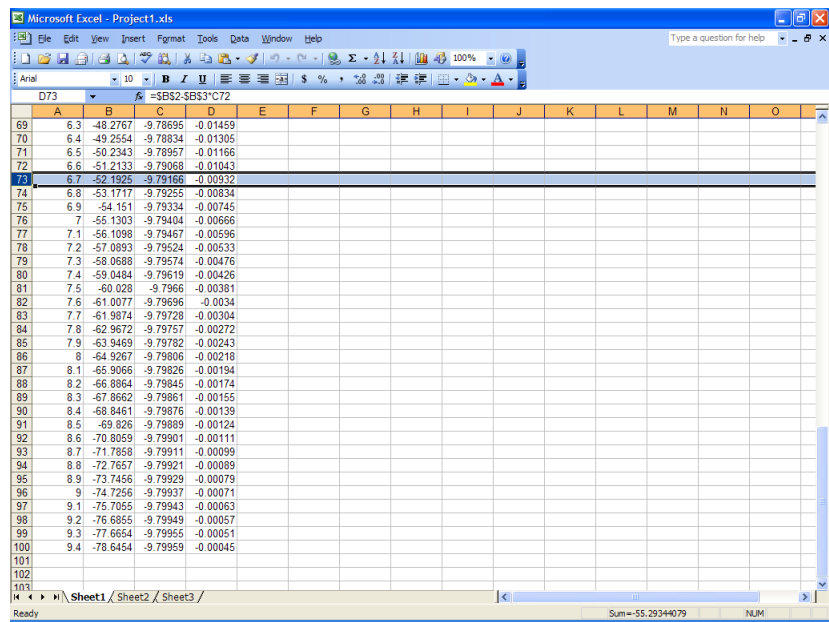 Microsoft Excel - Project1.xls
File Edit View Insert Format Tools Data Window Help Type a question for help
100%
Arial 10 B I U $ % ,
D73 fx =$B$2-$B$3*C72
A B C D E F G H I J K L M N O
69 6.3 -48.2767 -9.78695 -0.01459
70 6.4 -49.2554 -9.78834 -0.01305
71 6.5 -50.2343 -9.78957 -0.01166
72 6.6 -51.2133 -9.79068 -0.01043
73 6.7 -52.1925 -9.79166 -0.00932
74 6.8 -53.1717 -9.79255 -0.00834
75 6.9 -54.151 -9.79334 -0.00745
76 7 -55.1303 -9.79404 -0.00666
77 7.1 -56.1098 -9.79467 -0.00596
78 7.2 -57.0893 -9.79524 -0.00533
79 7.3 -58.0688 -9.79574 -0.00476
80 7.4 -59.0484 -9.79619 -0.00426
81 7.5 -60.028 -9.7966 -0.00381
82 7.6 -61.0077 -9.79696 -0.0034
83 7.7 -61.9874 -9.79728 -0.00304
84 7.8 -62.9672 -9.79757 -0.00272
85 7.9 -63.9469 -9.79782 -0.00243
86 8 -64.9267 -9.79806 -0.00218
87 8.1 -65.9066 -9.79826 -0.00194
88 8.2 -66.8864 -9.79845 -0.00174
89 8.3 -67.8662 -9.79861 -0.00155
90 8.4 -68.8461 -9.79876 -0.00139
91 8.5 -69.826 -9.79889 -0.00124
92 8.6 -70.8059 -9.79901 -0.00111
93 8.7 -71.7858 -9.79911 -0.00099
94 8.8 -72.7657 -9.79921 -0.00089
95 8.9 -73.7456 -9.79929 -0.00079
96 9 -74.7256 -9.79937 -0.00071
97 9.1 -75.7055 -9.79943 -0.00063
98 9.2 -76.6855 -9.79949 -0.00057
99 9.3 -77.6654 -9.79955 -0.00051
100 9.4 -78.6454 -9.79959 -0.00045
101
102
103
Sheet1 / Sheet2 / Sheet3 /
Ready Sum=-55.29344079 NUM